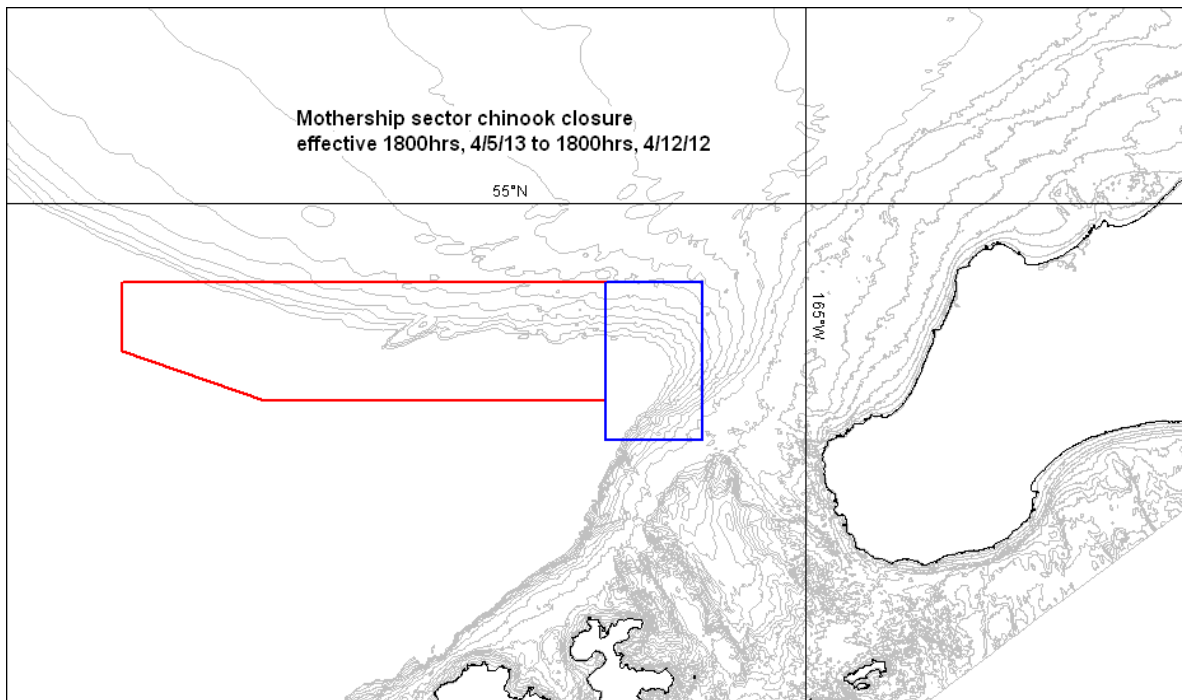 Mothership sector chinook closure
effective 1800hrs, 4/5/13 to 1800hrs, 4/12/12
55°N
165°W